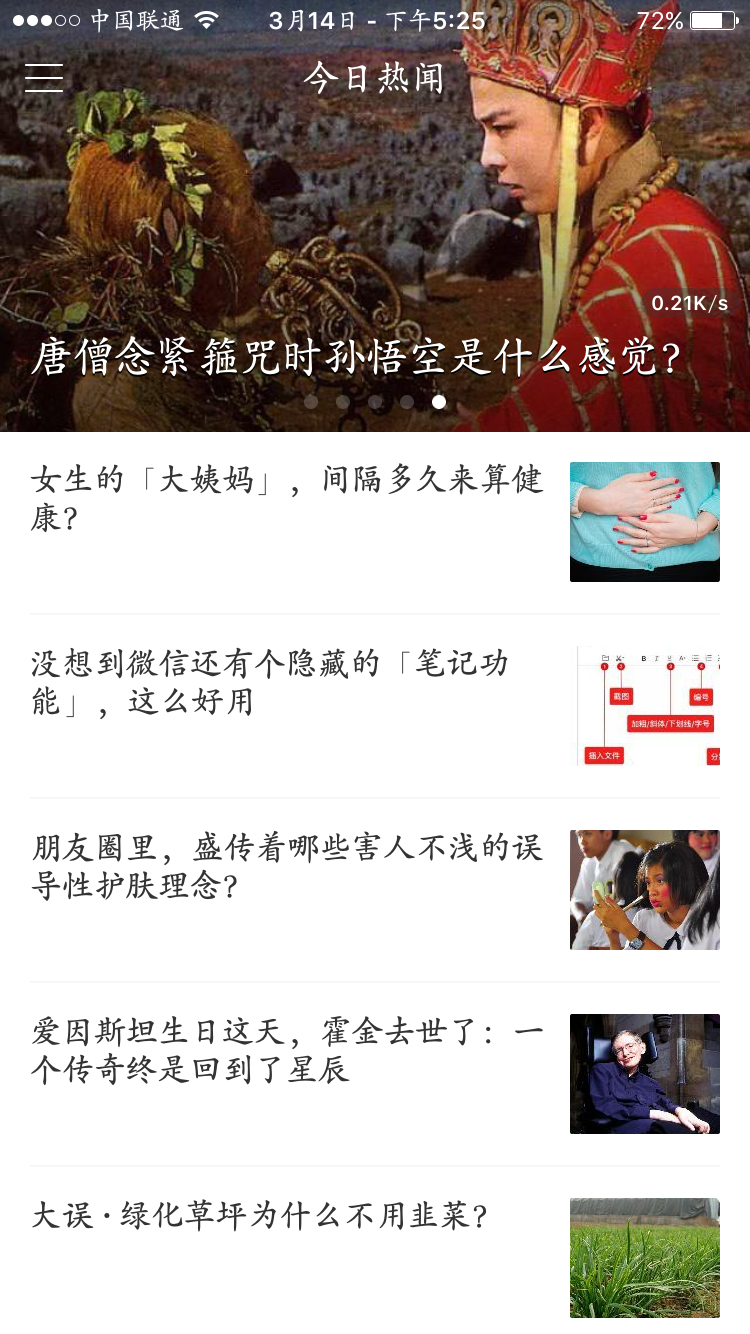 中国联通 3月14日 - 下午5:25 72%
今日热闻
0.21K/s
唐僧念紧箍咒时孙悟空是什么感觉?
女生的「大姨妈」,间隔多久来算健
康?
没想到微信还有个隐藏的「笔记功
能」,这么好用
B I U A
截图 编号
加粗/斜体/下划线/字号
插入文件 分
朋友圈里,盛传着哪些害人不浅的误
导性护肤理念?
爱因斯坦生日这天,霍金去世了:一
个传奇终是回到了星辰
大误·绿化草坪为什么不用韭菜?